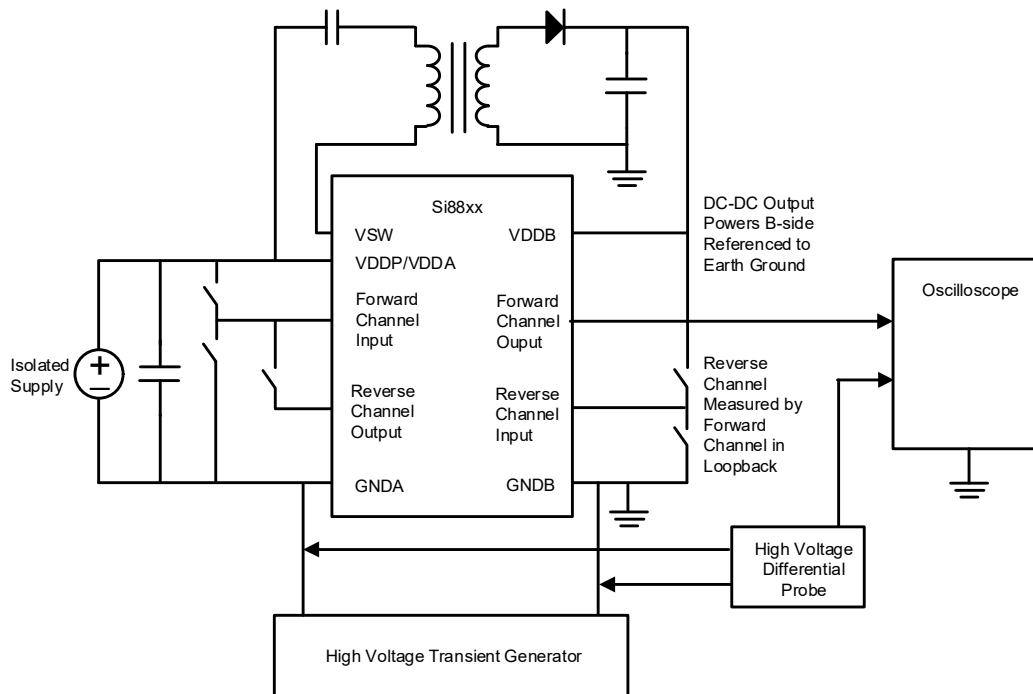 Si88xx
VSW
VDDB
VDDP/VDDA
Forward
Channel
Input
Forward
Channel
Ouput
Reverse
Channel
Output
Reverse
Channel
Input
GNDA
GNDB
Isolated
Supply
DC-DC Output
Powers B-side
Referenced to
Earth Ground
Reverse
Channel
Measured by
Forward
Channel in
Loopback
Oscilloscope
High Voltage
Differential
Probe
High Voltage Transient Generator